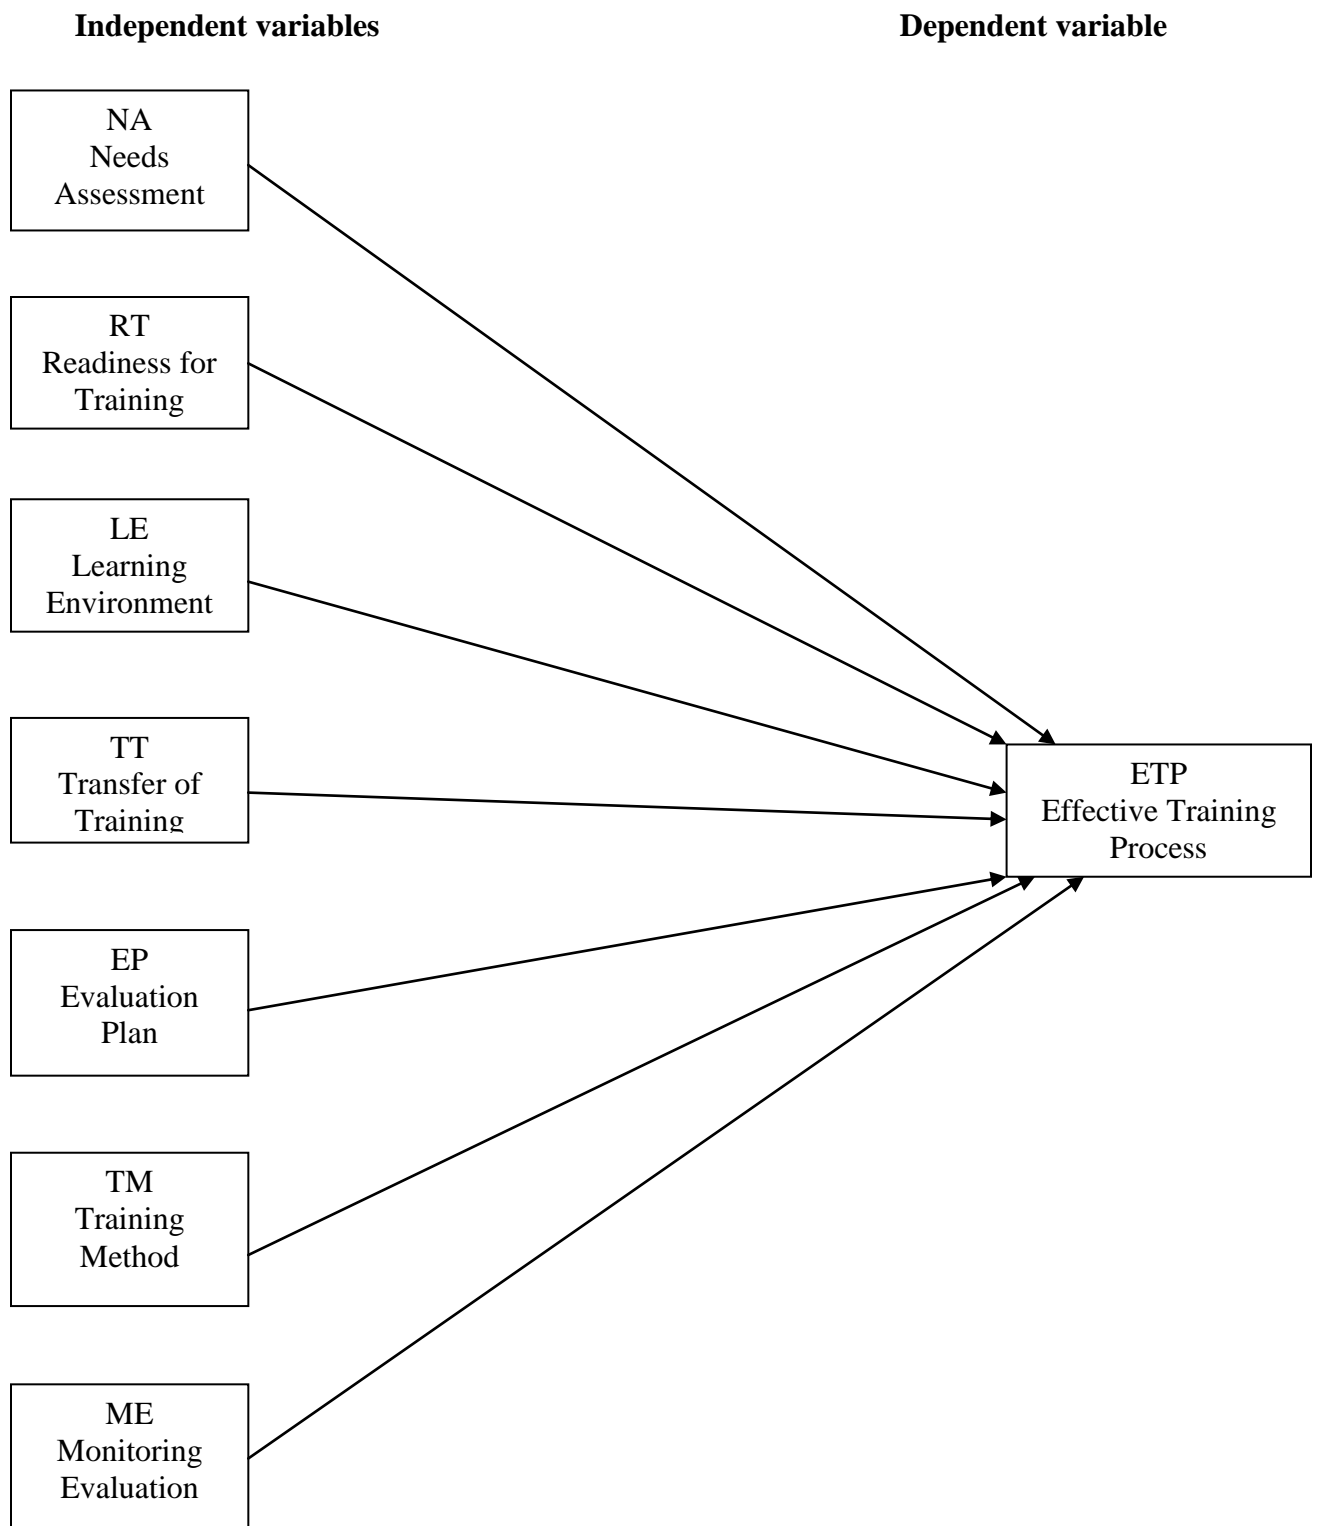 Independent variables
Dependent variable
NA
Needs
Assessment
RT
Readiness for
Training
LE
Learning
Environment
TT
Transfer of
Training
ETP
Effective Training
Process
EP
Evaluation
Plan
TM
Training
Method
ME
Monitoring
Evaluation